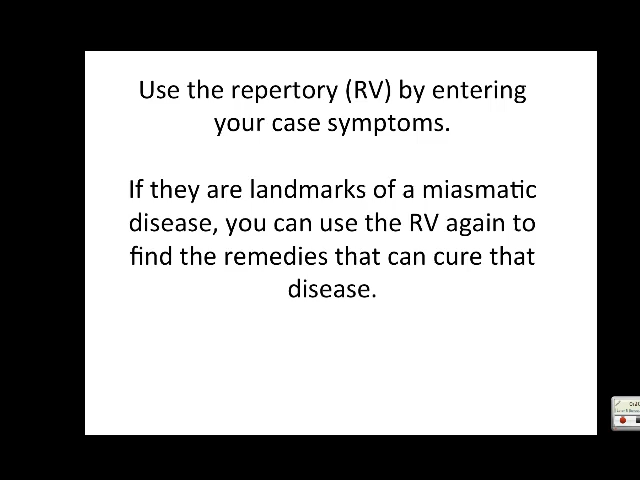 Use the repertory (RV) by entering
your case symptoms.
If they are landmarks of a miasmatic
disease, you can use the RV again to
find the remedies that can cure that
disease.